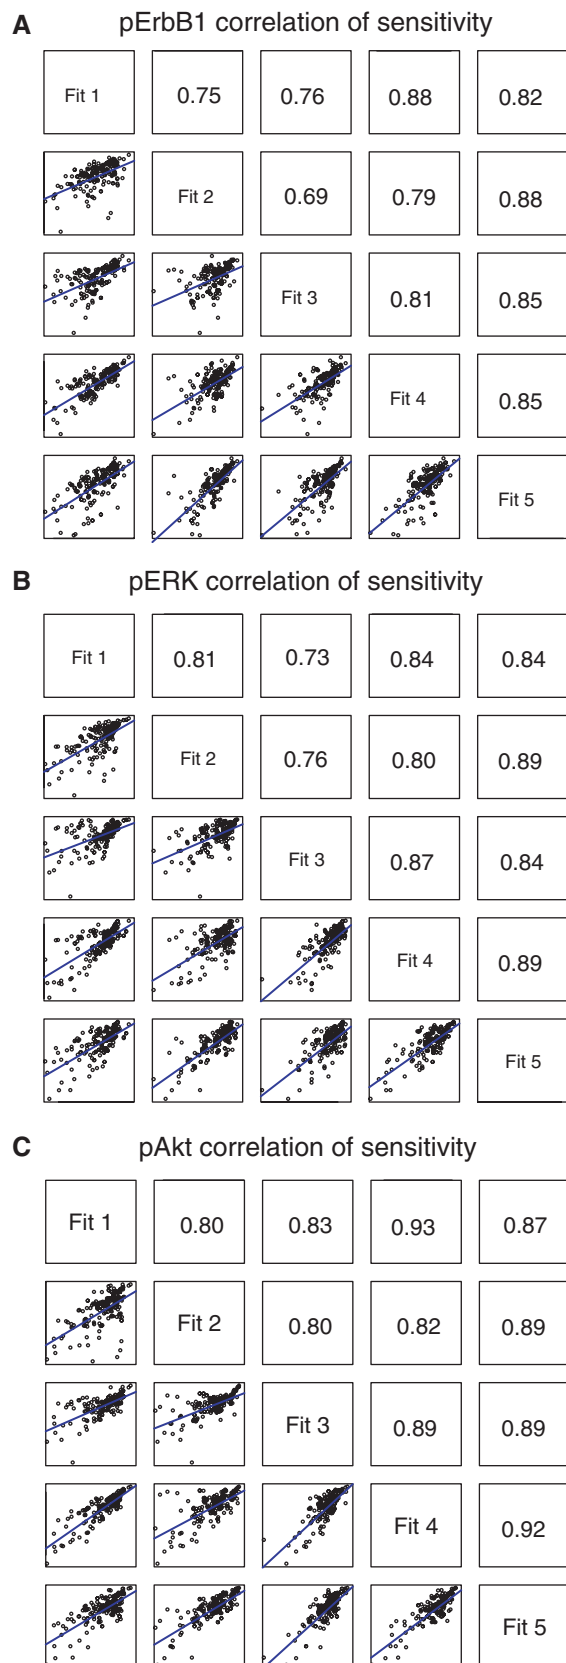 A pErbB1 correlation of sensitivity
Fit 1 0.75 0.76 0.88 0.82
Fit 2 0.69 0.79 0.88
Fit 3 0.81 0.85
Fit 4 0.85
Fit 5
B pERK correlation of sensitivity
Fit 1 0.81 0.73 0.84 0.84
Fit 2 0.76 0.80 0.89
Fit 3 0.87 0.84
Fit 4 0.89
Fit 5
C pAkt correlation of sensitivity
Fit 1 0.80 0.83 0.93 0.87
Fit 2 0.80 0.82 0.89
Fit 3 0.89 0.89
Fit 4 0.92
Fit 5